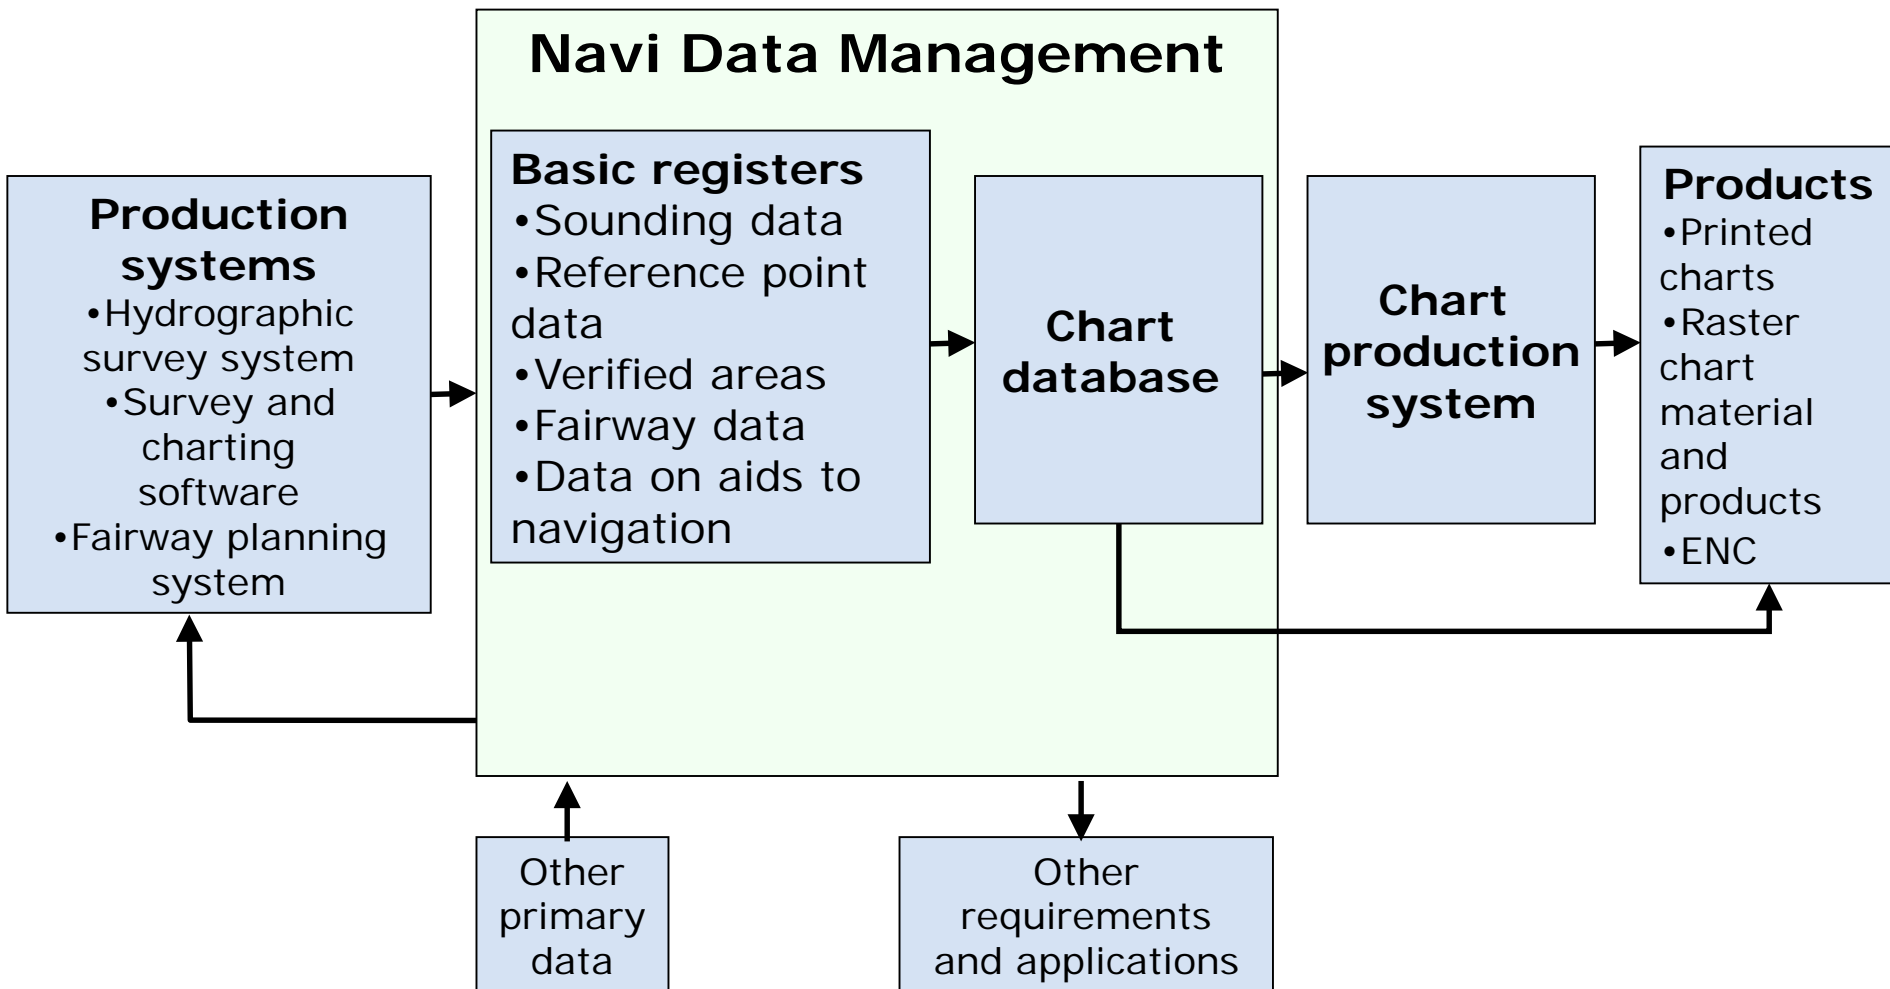 Navi Data Management
Production
systems
•Hydrographic
survey system
•Survey and
charting
software
•Fairway planning
system
Basic registers
•Sounding data
•Reference point
data
•Verified areas
•Fairway data
•Data on aids to
navigation
Chart
database
Chart
production
system
Products
•Printed
charts
•Raster
chart
material
and
products
•ENC
Other
primary
data
Other
requirements
and applications